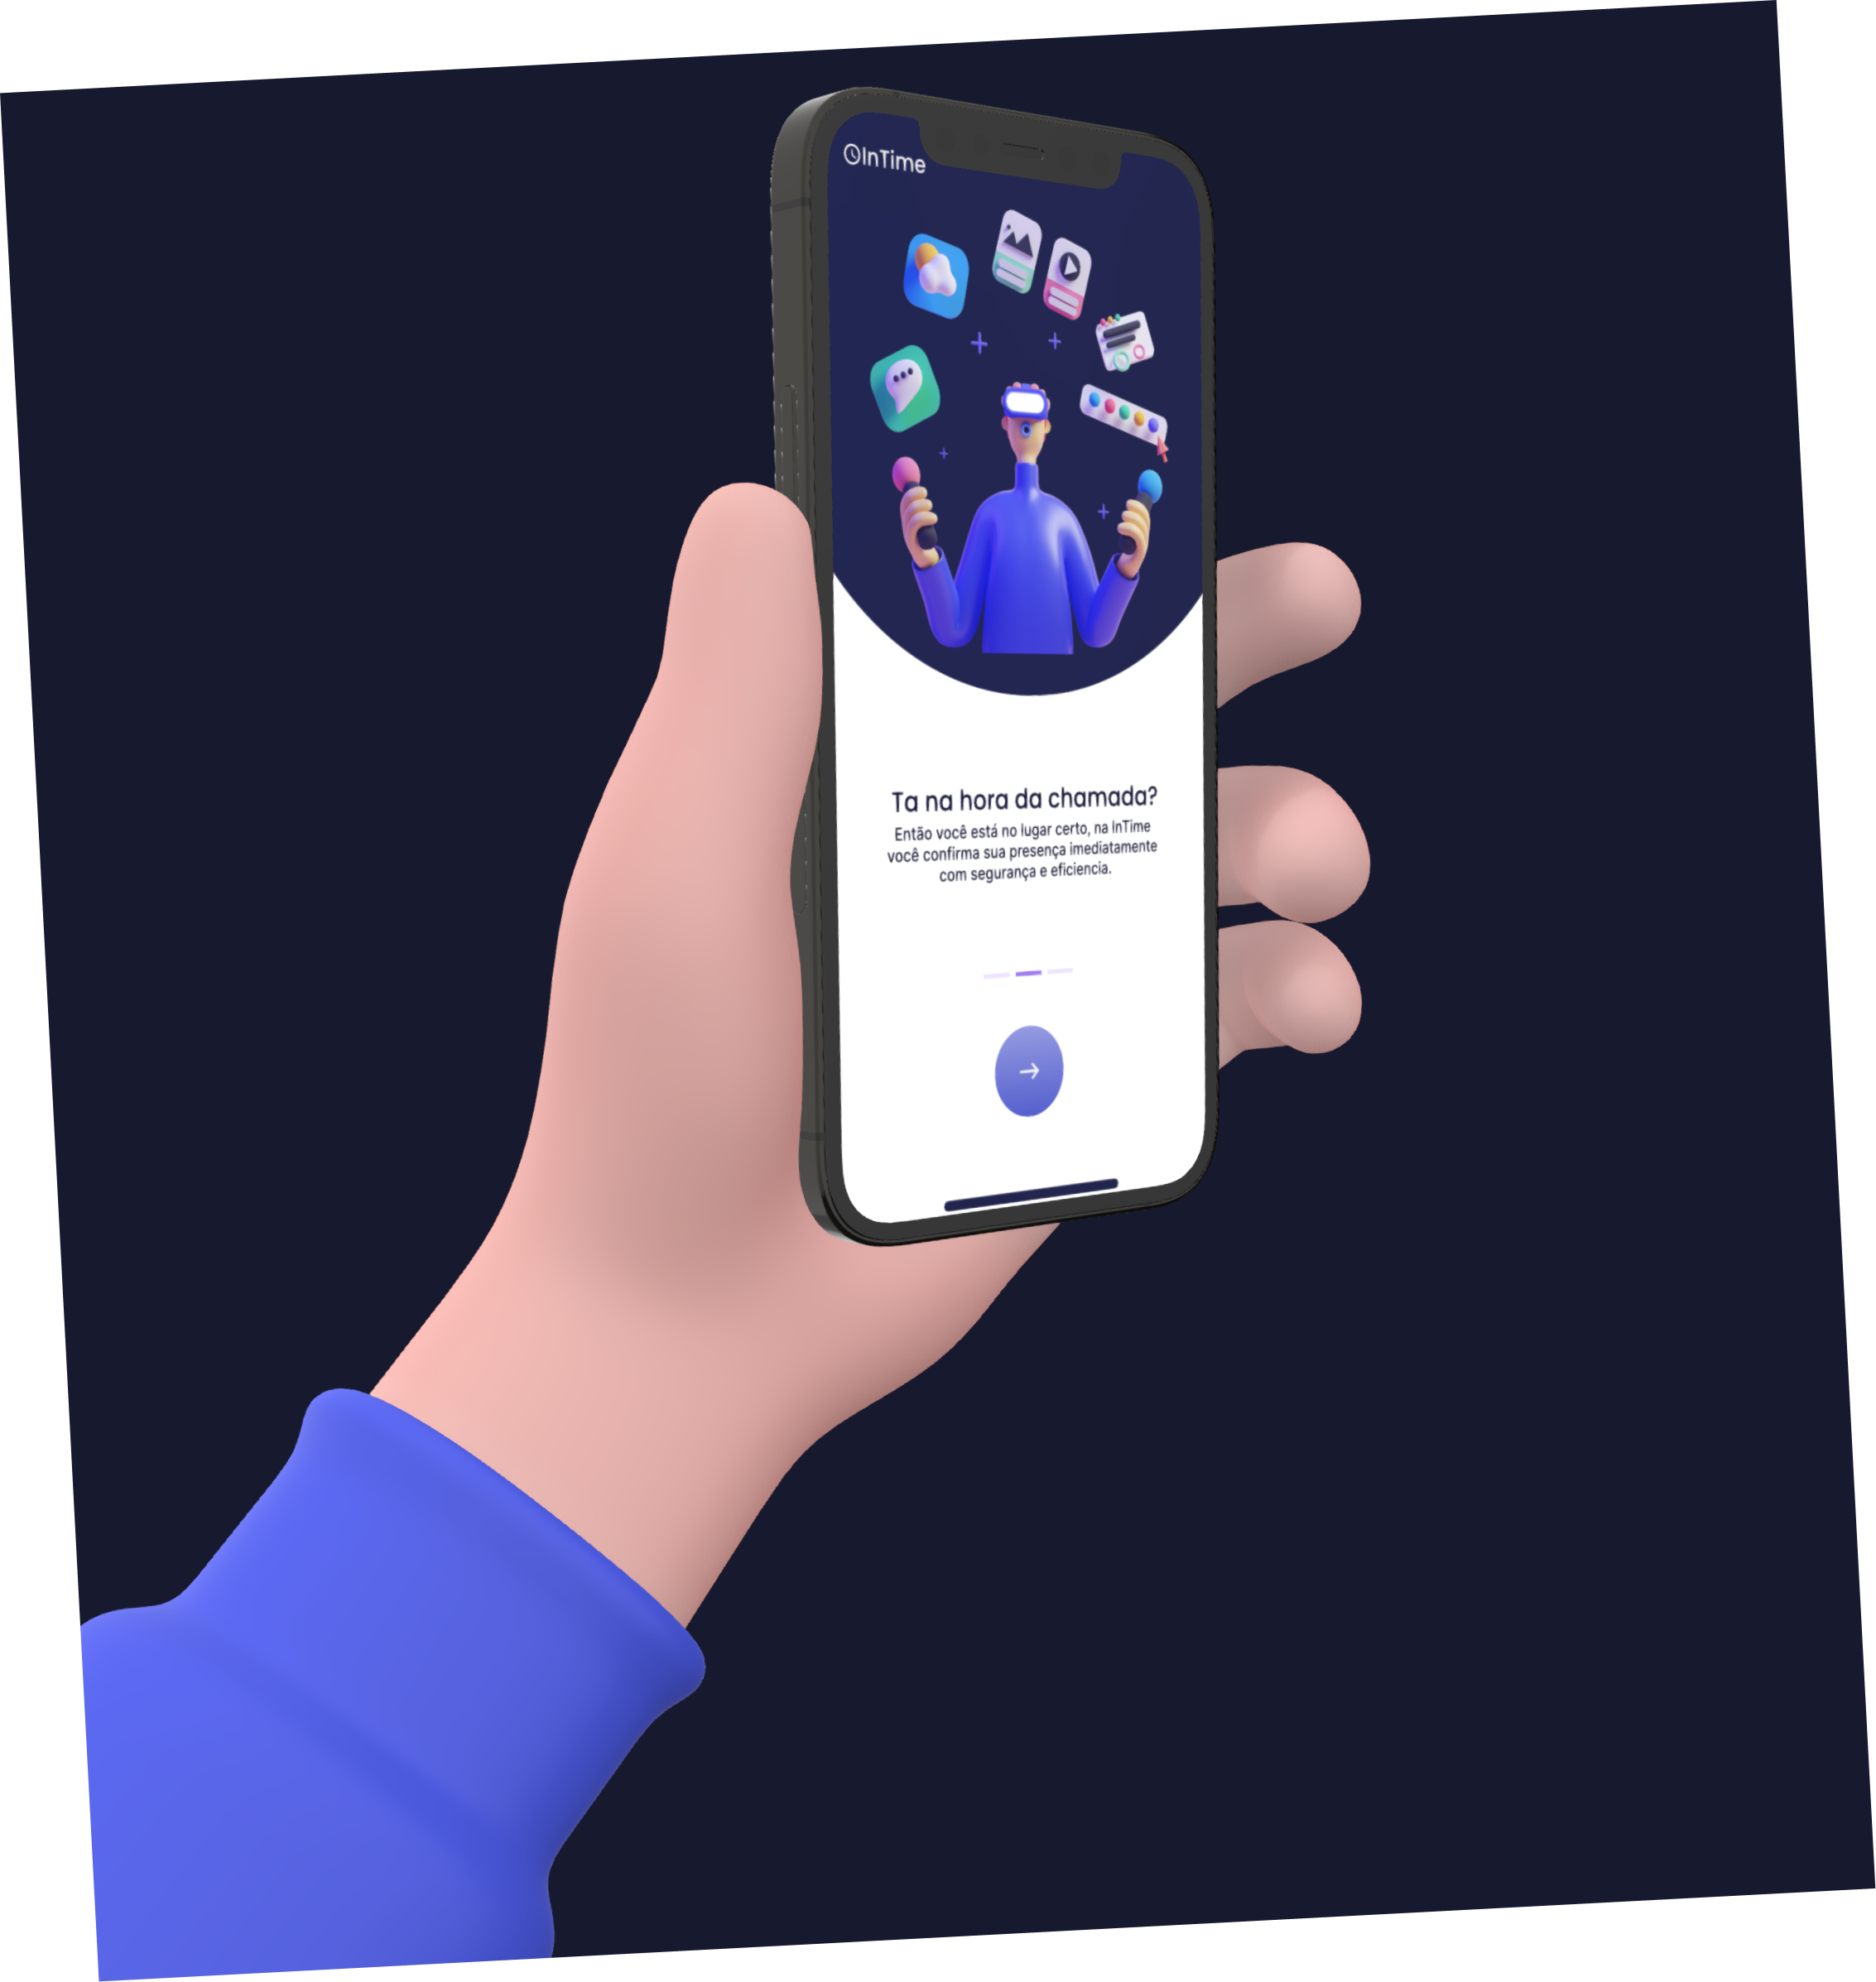 InTime
Ta na hora da chamada?
Então você está no lugar certo, na InTime
você confirma sua presença imediatamente
com segurança e eficiencia.